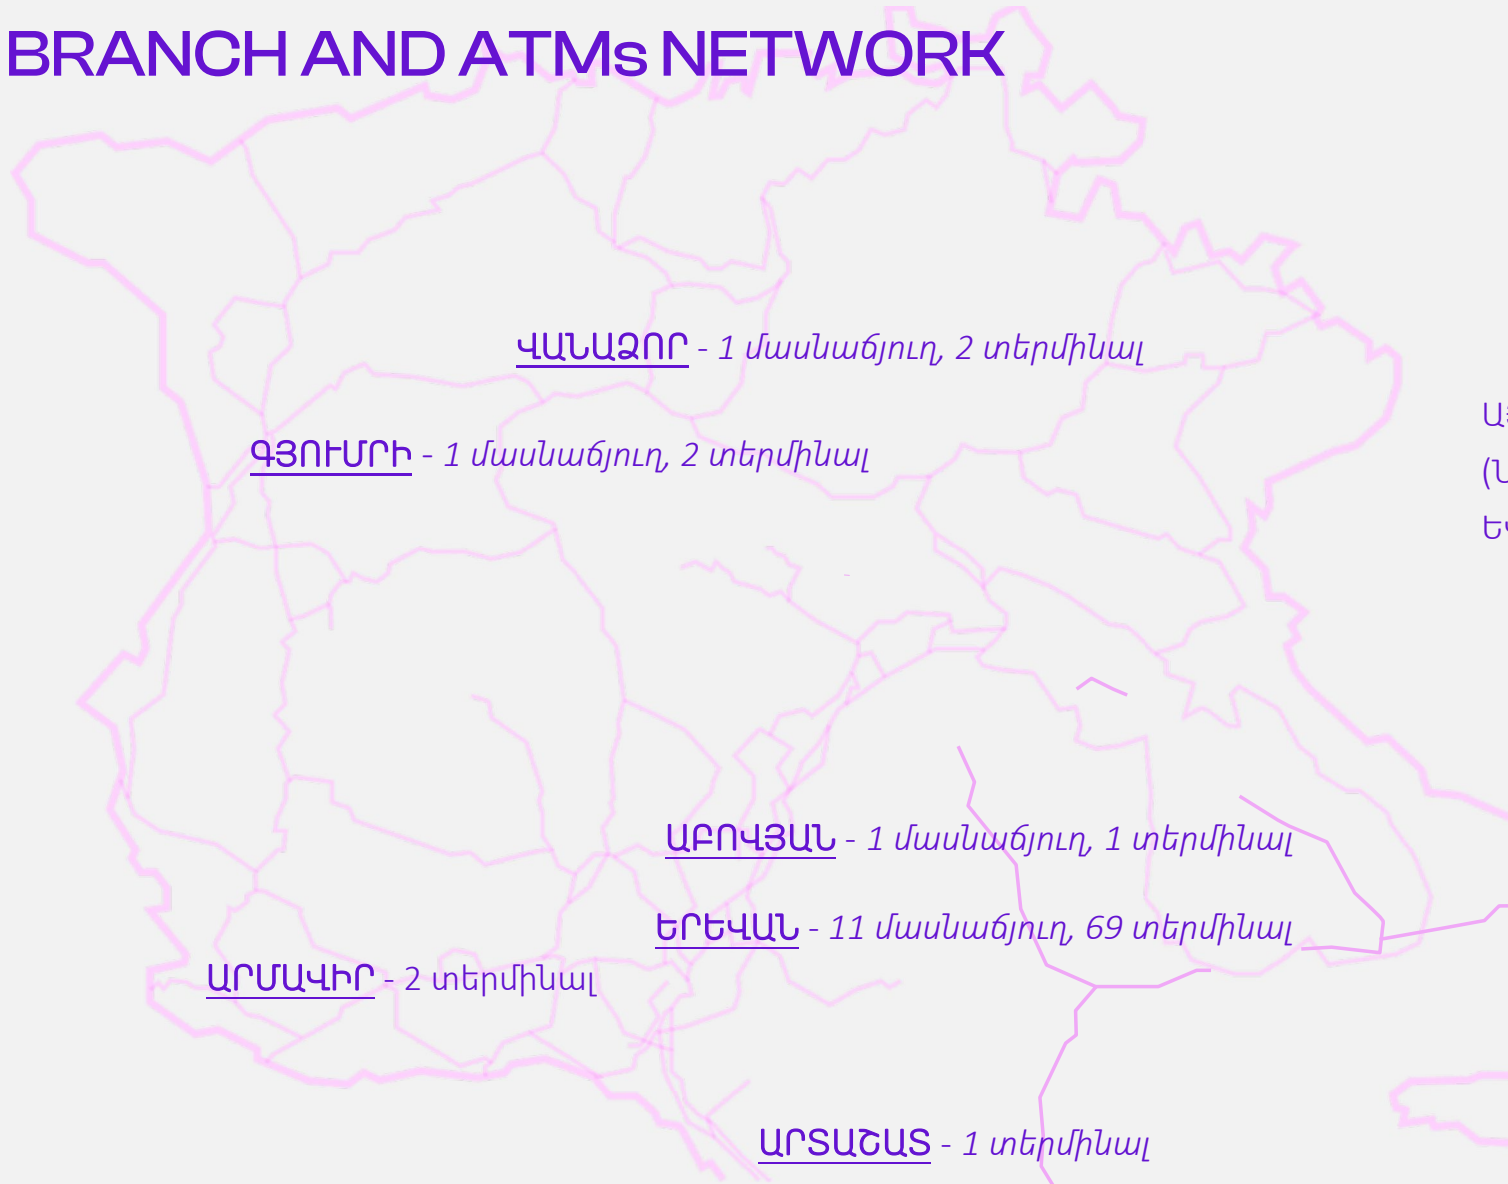 BRANCH AND ATMs NETWORK
ՎԱՆԱՁՈՐ - 1 մասնաճյուղ, 2 տերմինալ
ԳՅՈՒՄՐԻ - 1 մասնաճյուղ, 2 տերմինալ
ԱԲՈՎՅԱՆ - 1 մասնաճյուղ, 1 տերմինալ
ԵՐԵՎԱՆ - 11 մասնաճյուղ, 69 տերմինալ
ԱՐՄԱՎԻՐ - 2 տերմինալ
ԱՐՏԱՇԱՏ - 1 տերմինալ